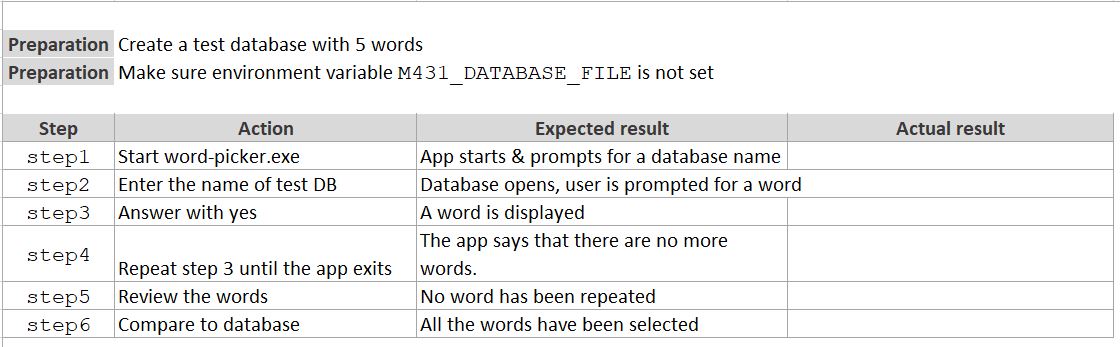 Preparation Create a test database with 5 words
Preparation Make sure environment variable M431_DATABASE_FILE is not set
Step Action Expected result Actual result
step1 Start word-picker.exe App starts & prompts for a database name
step2 Enter the name of test DB Database opens, user is prompted for a word
step3 Answer with yes A word is displayed
step4 Repeat step 3 until the app exits The app says that there are no more
words.
step5 Review the words No word has been repeated
step6 Compare to database All the words have been selected